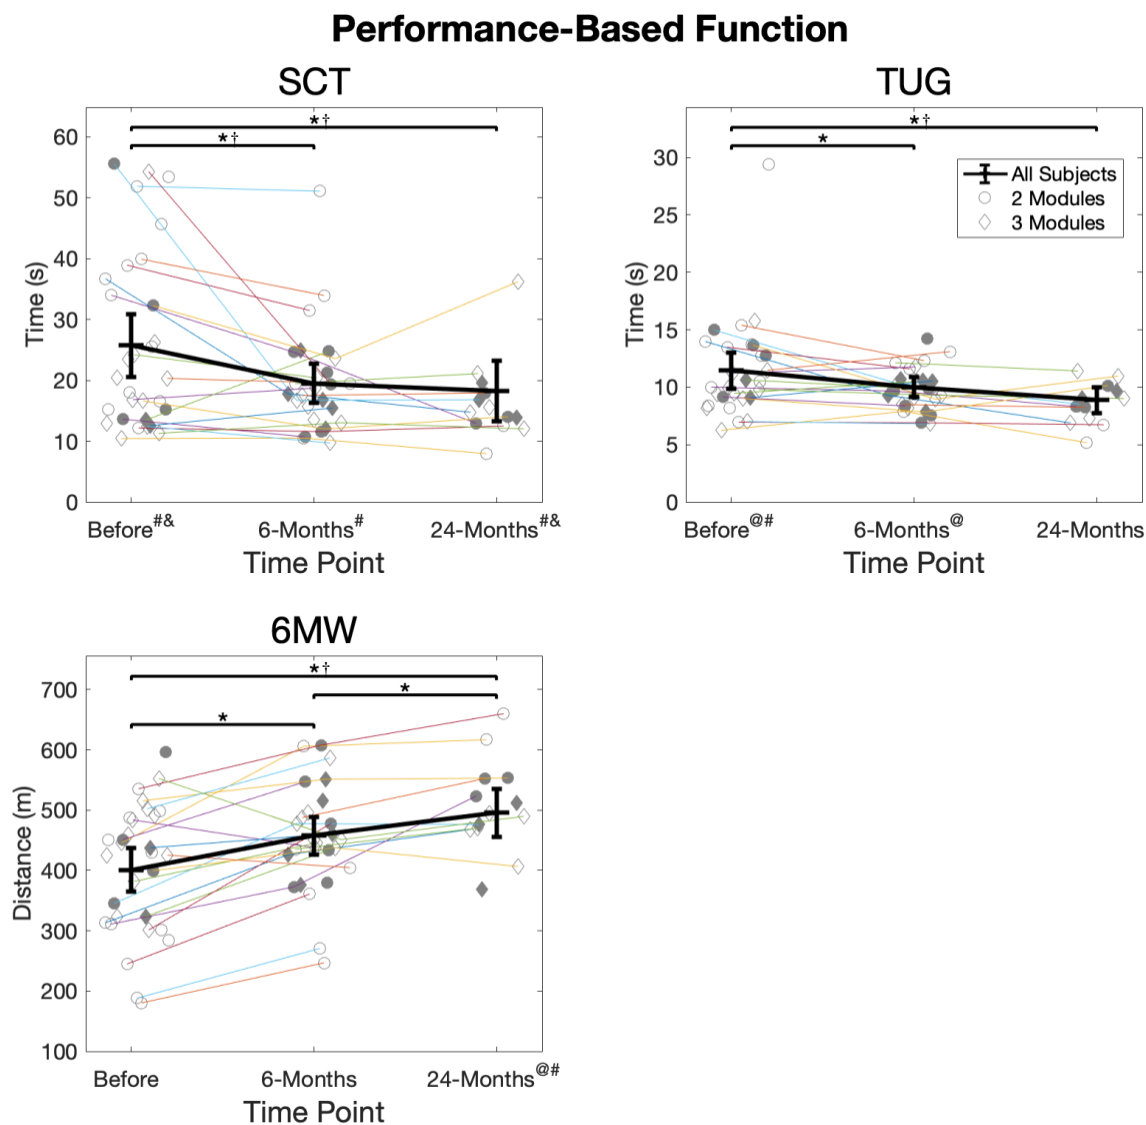 Performance-Based Function
SCT
*†
*†
60
50
40
30
20
10
0
Time (s)
Before#&
6-Months#
24-Months#&
Time Point
TUG
*†
*
All Subjects
2 Modules
3 Modules
30
25
20
15
10
5
0
Time (s)
Before@#
6-Months@
24-Months
Time Point
6MW
*†
*
*
700
600
500
400
300
200
100
Distance (m)
Before
6-Months
24-Months@#
Time Point